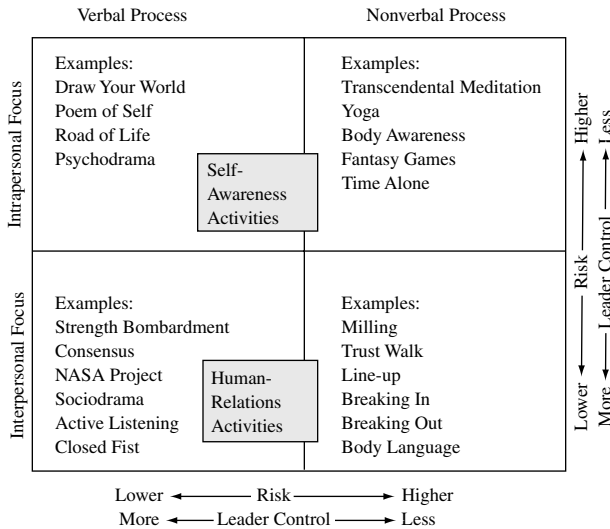 Verbal Process
Nonverbal Process
Intrapersonal Focus
Examples:
Draw Your World
Poem of Self
Road of Life
Psychodrama
Examples:
Transcendental Meditation
Yoga
Body Awareness
Fantasy Games
Time Alone
Self-
Awareness
Activities
Interpersonal Focus
Examples:
Strength Bombardment
Consensus
NASA Project
Sociodrama
Active Listening
Closed Fist
Examples:
Milling
Trust Walk
Line-up
Breaking In
Breaking Out
Body Language
Human-
Relations
Activities
Lower Risk Higher
More Leader Control Less
Lower Risk Higher
More Leader Control Less